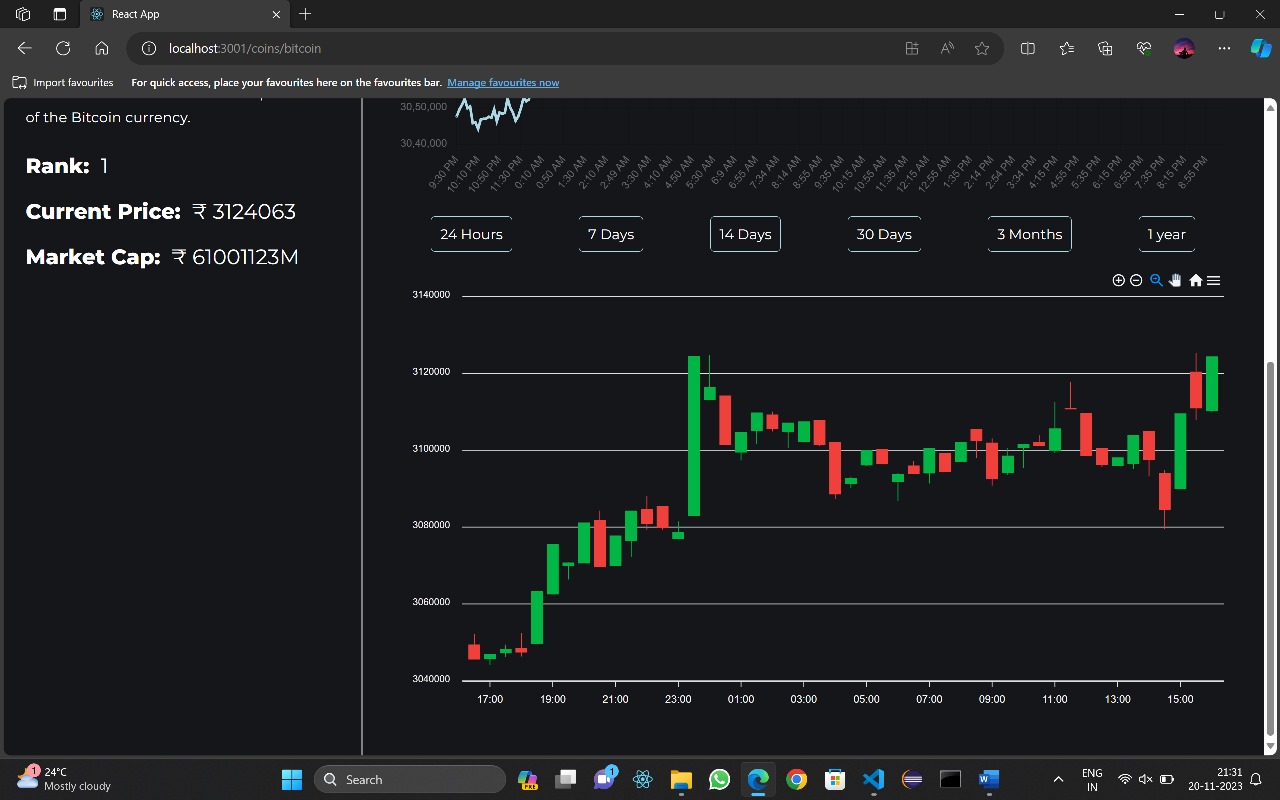 React App
localhost:3001/coins/bitcoin
Import favourites
For quick access, place your favourites here on the favourites bar. Manage favourites now
of the Bitcoin currency.
Rank: 1
Current Price: ₹ 3124063
Market Cap: ₹ 61001123M
30,50,000
30,40,000
9:30 PM
10:10 PM
10:50 PM
11:30 PM
0:10 AM
0:50 AM
1:30 AM
2:10 AM
2:49 AM
3:30 AM
4:10 AM
4:50 AM
5:30 AM
6:9 AM
6:55 AM
7:34 AM
8:14 AM
8:55 AM
9:35 AM
10:15 AM
10:55 AM
11:35 AM
12:15 AM
12:55 AM
1:35 PM
2:14 PM
2:54 PM
3:34 PM
4:15 PM
4:55 PM
5:35 PM
6:15 PM
6:55 PM
7:35 PM
8:15 PM
8:55 PM
24 Hours
7 Days
14 Days
30 Days
3 Months
1 year
3140000
3120000
3100000
3080000
3060000
3040000
17:00
19:00
21:00
23:00
01:00
03:00
05:00
07:00
09:00
11:00
13:00
15:00
1
24°C
Mostly cloudy
Search
PRE
1
ENG
IN
21:31
20-11-2023